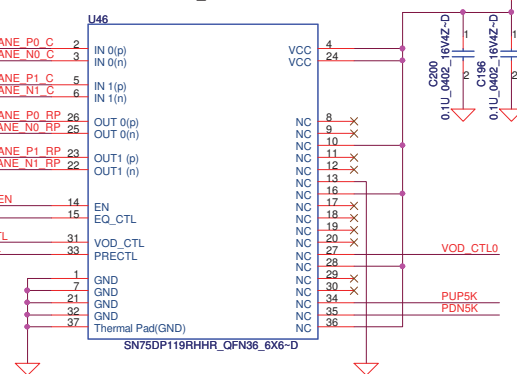 U46
ANE_P0_C 2 IN 0(p) VCC 4
ANE_N0_C 3 IN 0(n) VCC 24
ANE_P1_C 5 IN 1(p)
ANE_N1_C 6 IN 1(n)
ANE_P0_RP 26 OUT 0(p) NC 8
ANE_N0_RP 25 OUT 0(n) NC 9
NC 10
ANE_P1_RP 23 OUT1 (p) NC 11
ANE_N1_RP 22 OUT1 (n) NC 12
NC 13
EN 14 EN NC 16
15 EQ_CTL NC 17
NC 18
NC 19
TL 31 VOD_CTL NC 20
33 PRECTL NC 27 VOD_CTL0
NC 28
1 GND NC 29
7 GND NC 30
21 GND NC 34 PUP5K
32 GND NC 35 PDN5K
37 Thermal Pad(GND) NC 36
SN75DP119RHHR_QFN36_6X6~D
C200
0.1U_0402_16V4Z~D
1
2
C196
0.1U_0402_16V4Z~D
1
2